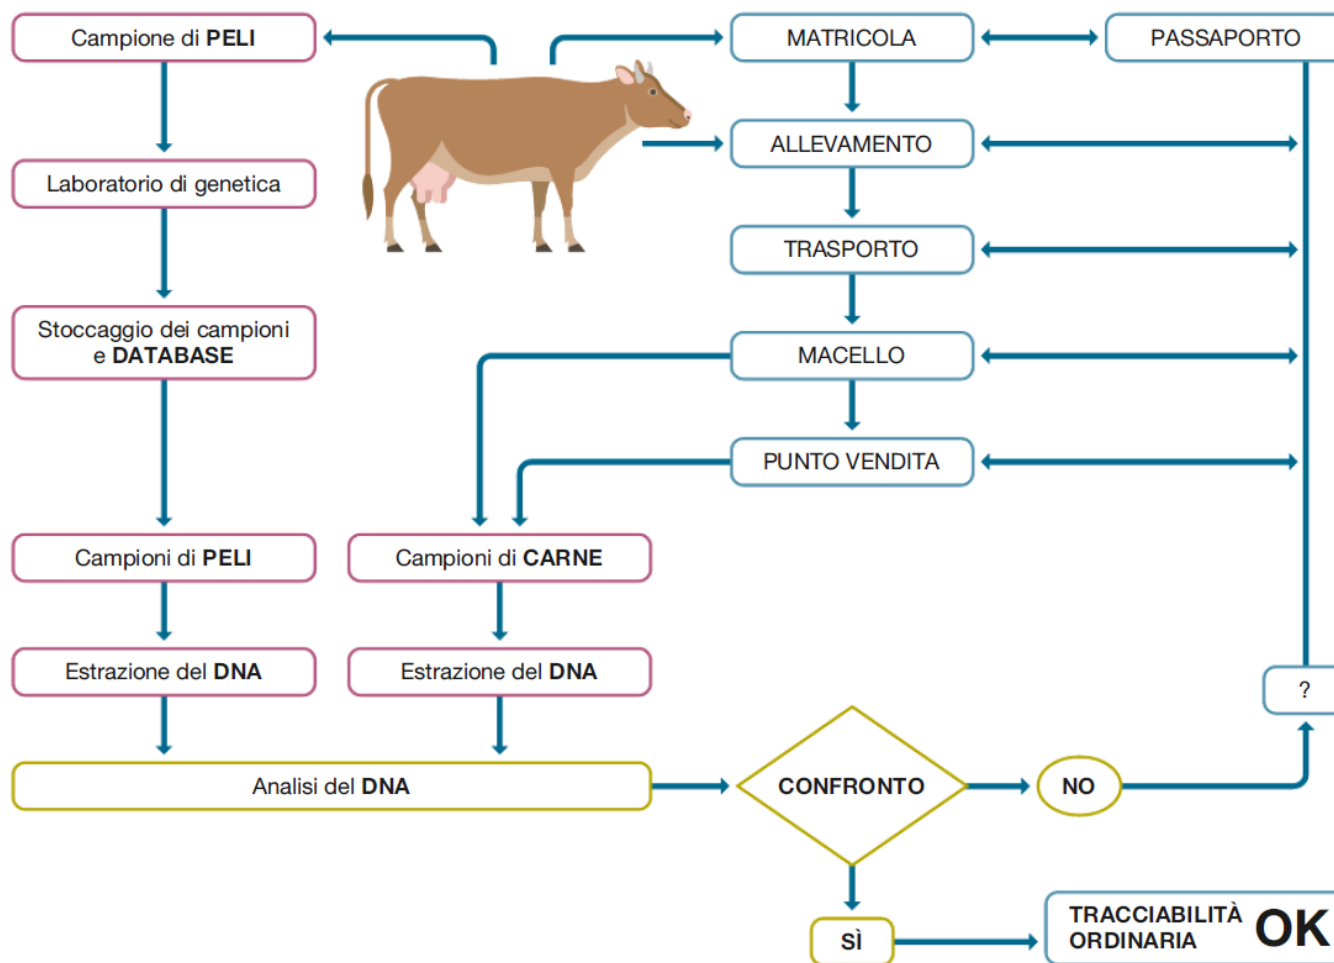 Campione di PELI
MATRICOLA
PASSAPORTO
ALLEVAMENTO
Laboratorio di genetica
TRASPORTO
Stoccaggio dei campioni
e DATABASE
MACELLO
PUNTO VENDITA
Campioni di PELI
Campioni di CARNE
Estrazione del DNA
Estrazione del DNA
?
Analisi del DNA
CONFRONTO
NO
SÌ
TRACCIABILITÀ
ORDINARIA
OK